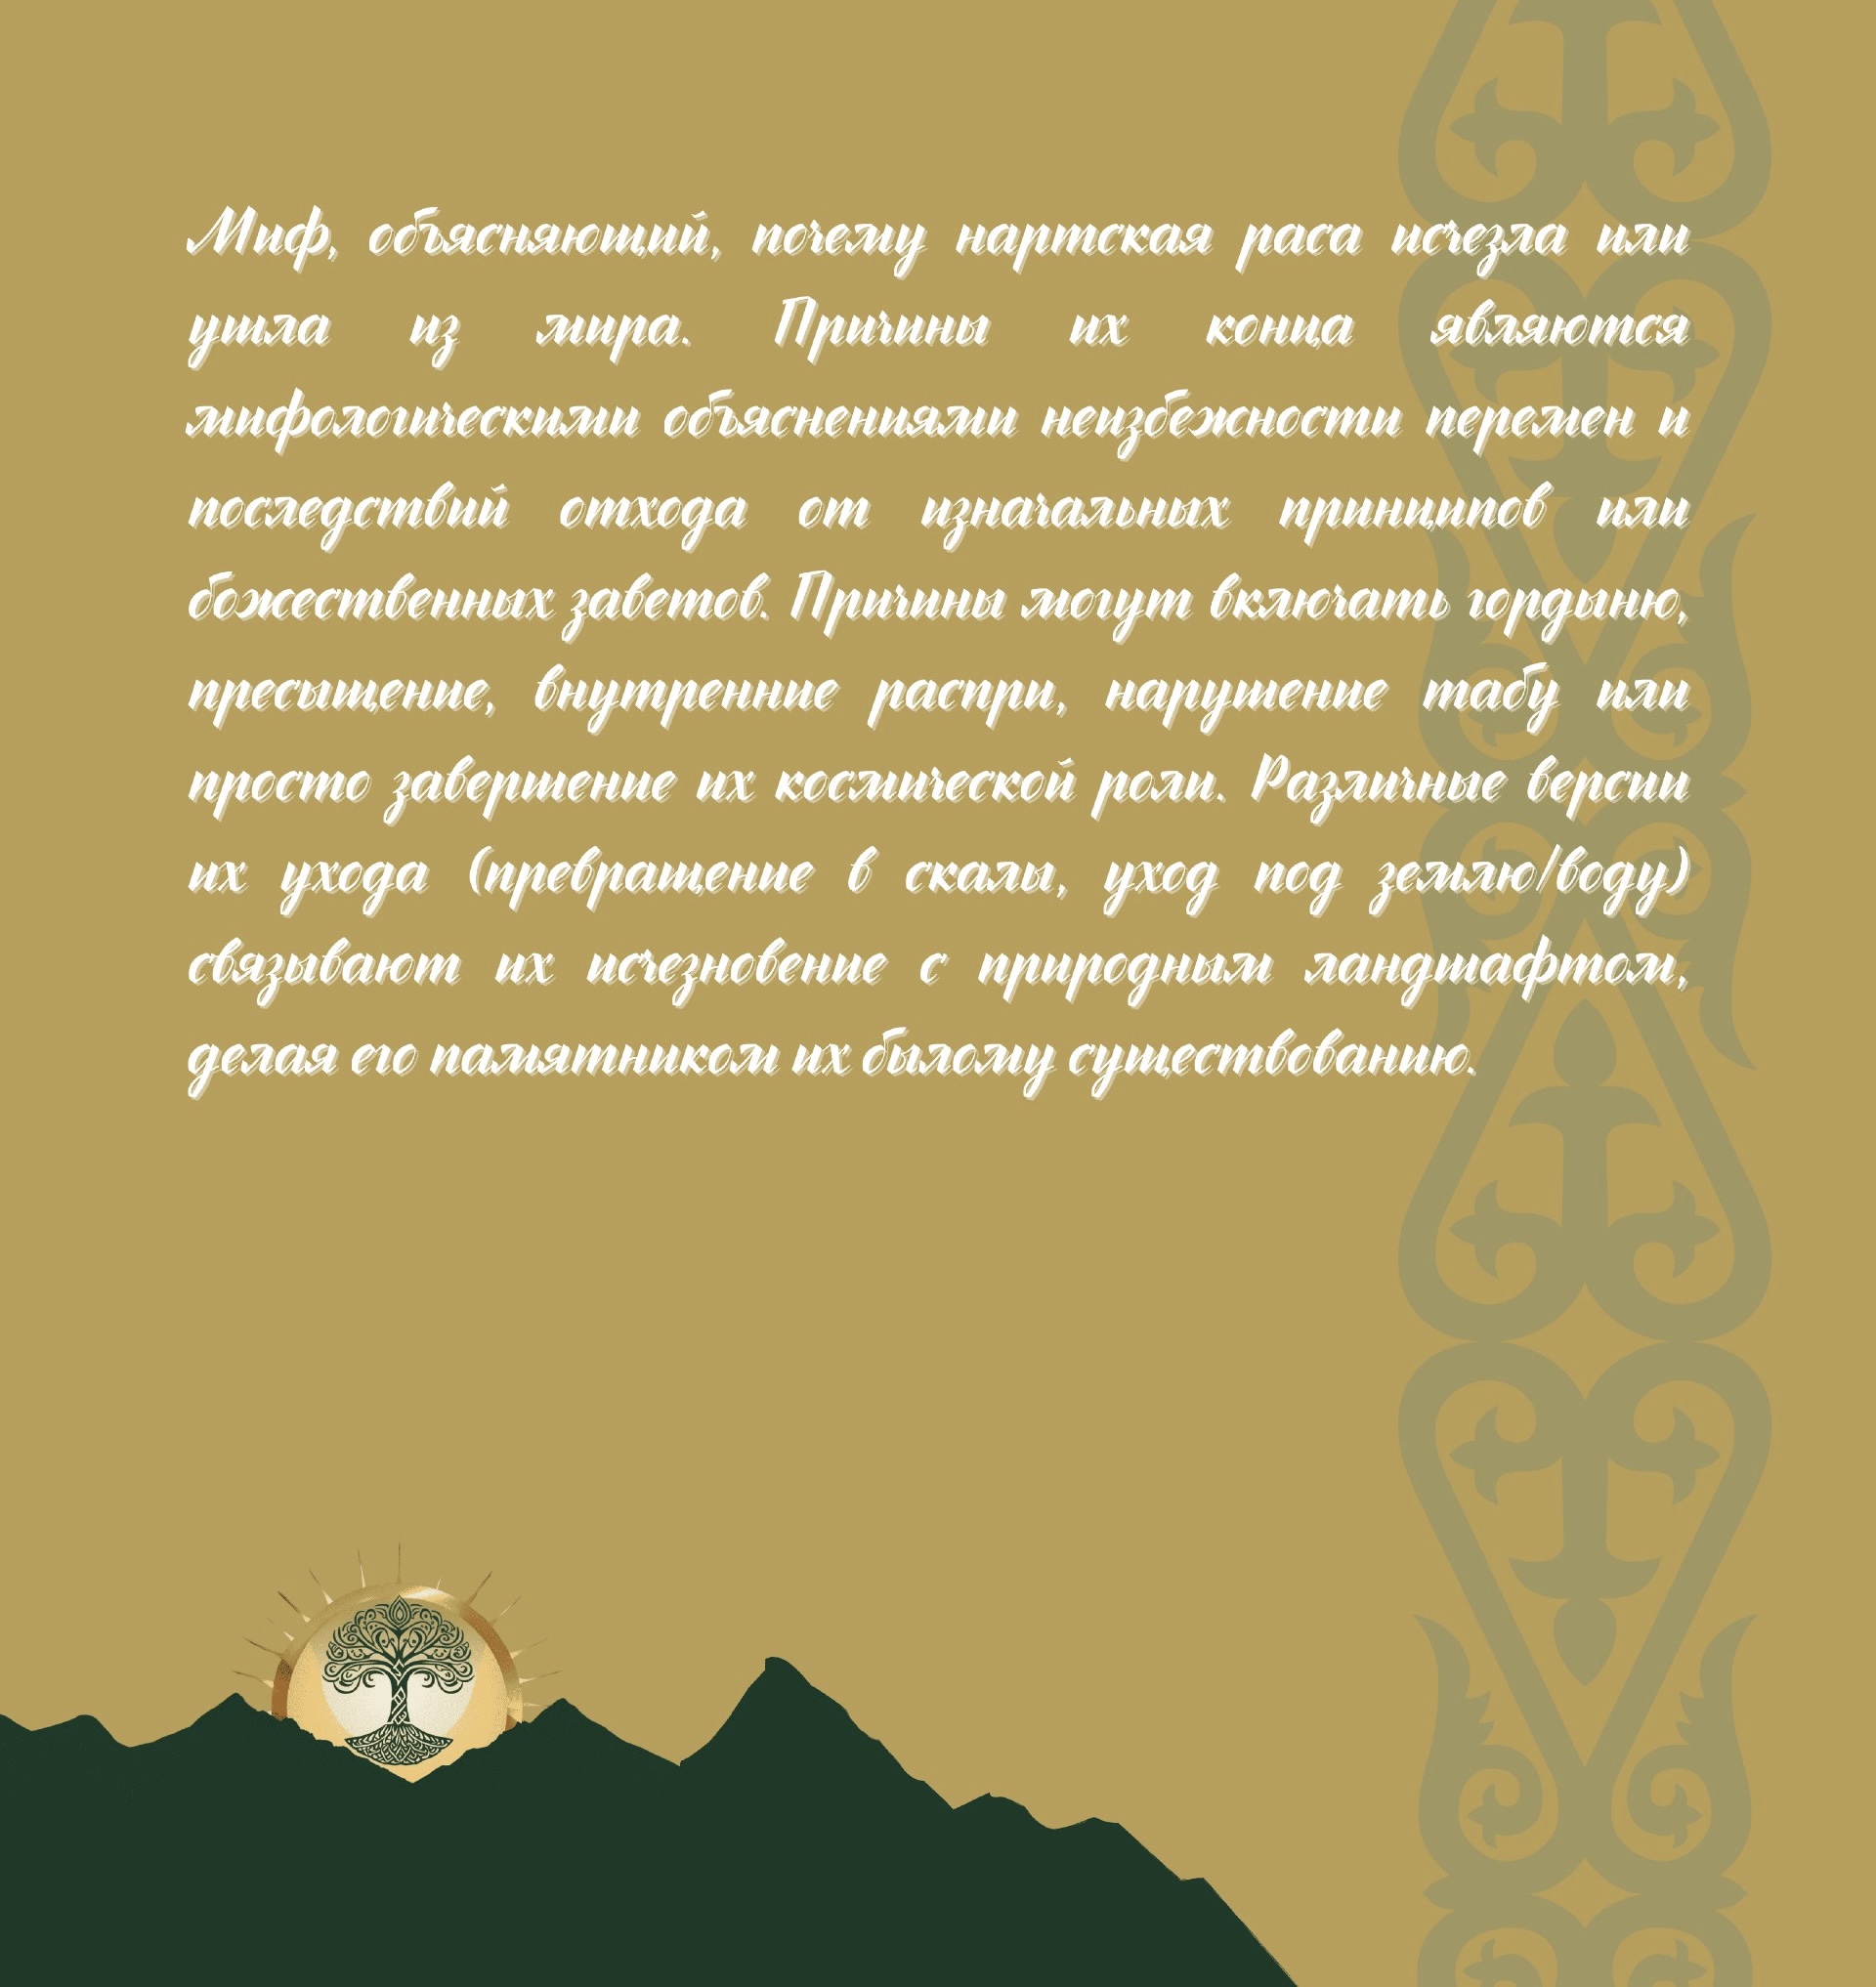 Миф, объясняющий, почему нартская раса исчезла или
ушла из мира. Причины их конца являются
мифологическими объяснениями неизбежности перемен и
последствий отхода от изначальных принципов или
божественных заветов. Причины могут включать гордыню,
пресыщение, внутренние распри, нарушение табу или
просто завершение их космической роли. Различные версии
их ухода (превращение в скалы, уход под землю/воду)
связывают их исчезновение с природным ландшафтом,
делая его памятником их былому существованию.